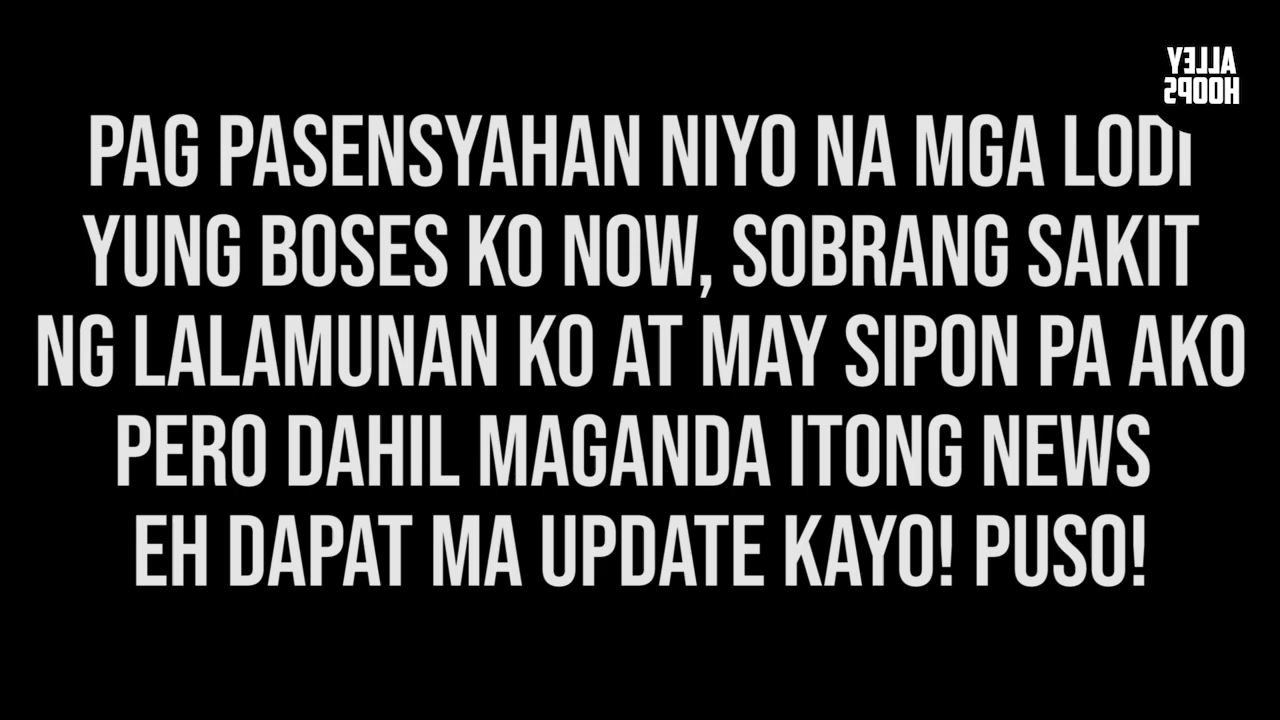 ALLEY
HOOPS
PAG PASENSYAHAN NIYO NA MGA LODI
YUNG BOSES KO NOW, SOBRANG SAKIT
NG LALAMUNAN KO AT MAY SIPON PA AKO
PERO DAHIL MAGANDA ITONG NEWS
EH DAPAT MA UPDATE KAYO! PUSO!